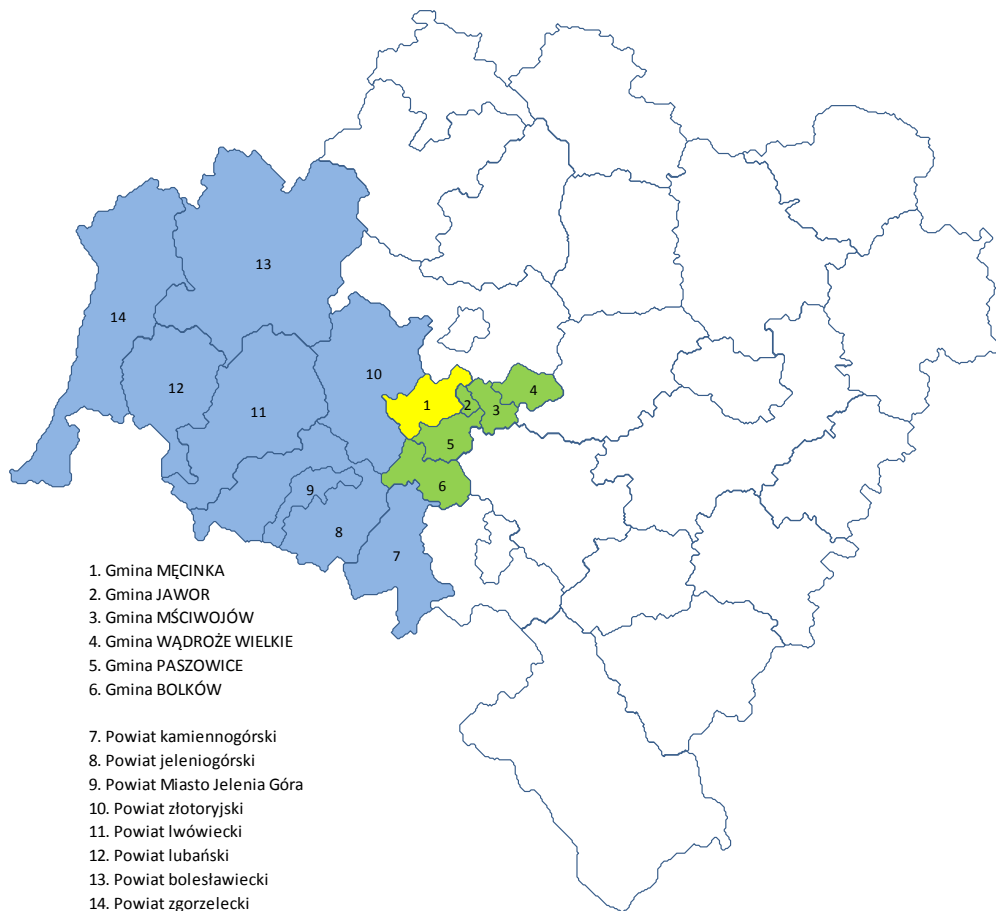 13
14
10
12
4
1
2
3
11
5
6
9
8
7
1. Gmina MĘCINKA
2. Gmina JAWOR
3. Gmina MŚCIWOJÓW
4. Gmina WĄDROŻE WIELKIE
5. Gmina PASZOWICE
6. Gmina BOLKÓW
7. Powiat kamiennogórski
8. Powiat jeleniogórski
9. Powiat Miasto Jelenia Góra
10. Powiat złotoryjski
11. Powiat lwówiecki
12. Powiat lubański
13. Powiat bolesławiecki
14. Powiat zgorzelecki